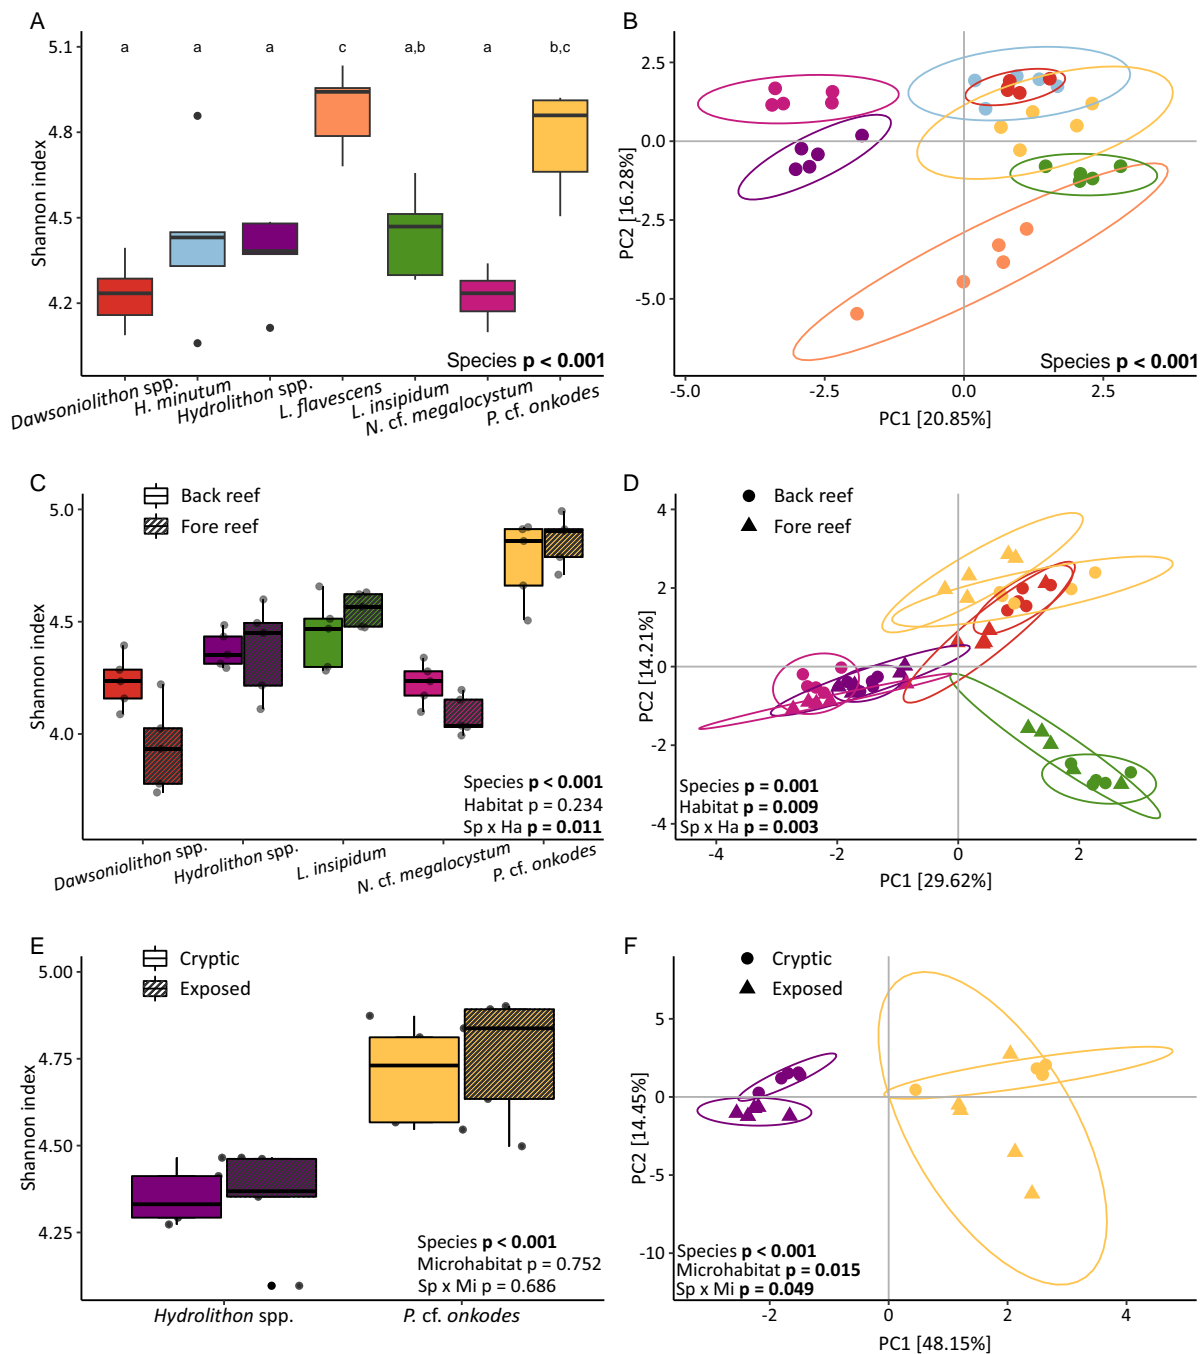 A
5.1
4.8
4.5
4.2
Shannon index
a
a
a
c
a,b
a
b,c
Species p < 0.001
Dawsoniolithon spp.
H. minutum
Hydrolithon spp.
L. flavescens
L. insipidum
N. cf. megalocystum
P. cf. onkodes
B
2.5
0.0
-2.5
-5.0
PC2 [16.28%]
Species p < 0.001
-5.0
-2.5
0.0
2.5
PC1 [20.85%]
C
Back reef
Fore reef
5.0
4.5
4.0
Shannon index
Species p < 0.001
Habitat p = 0.234
Sp x Ha p = 0.011
Dawsoniolithon spp.
Hydrolithon spp.
L. insipidum
N. cf. megalocystum
P. cf. onkodes
D
Back reef
Fore reef
4
2
0
-2
-4
PC2 [14.21%]
Species p = 0.001
Habitat p = 0.009
Sp x Ha p = 0.003
-4
-2
0
2
PC1 [29.62%]
E
Cryptic
Exposed
5.00
4.75
4.50
4.25
Shannon index
Species p < 0.001
Microhabitat p = 0.752
Sp x Mi p = 0.686
Hydrolithon spp.
P. cf. onkodes
F
Cryptic
Exposed
5
0
-5
-10
PC2 [14.45%]
Species p < 0.001
Microhabitat p = 0.015
Sp x Mi p = 0.049
-2
0
2
4
PC1 [48.15%]